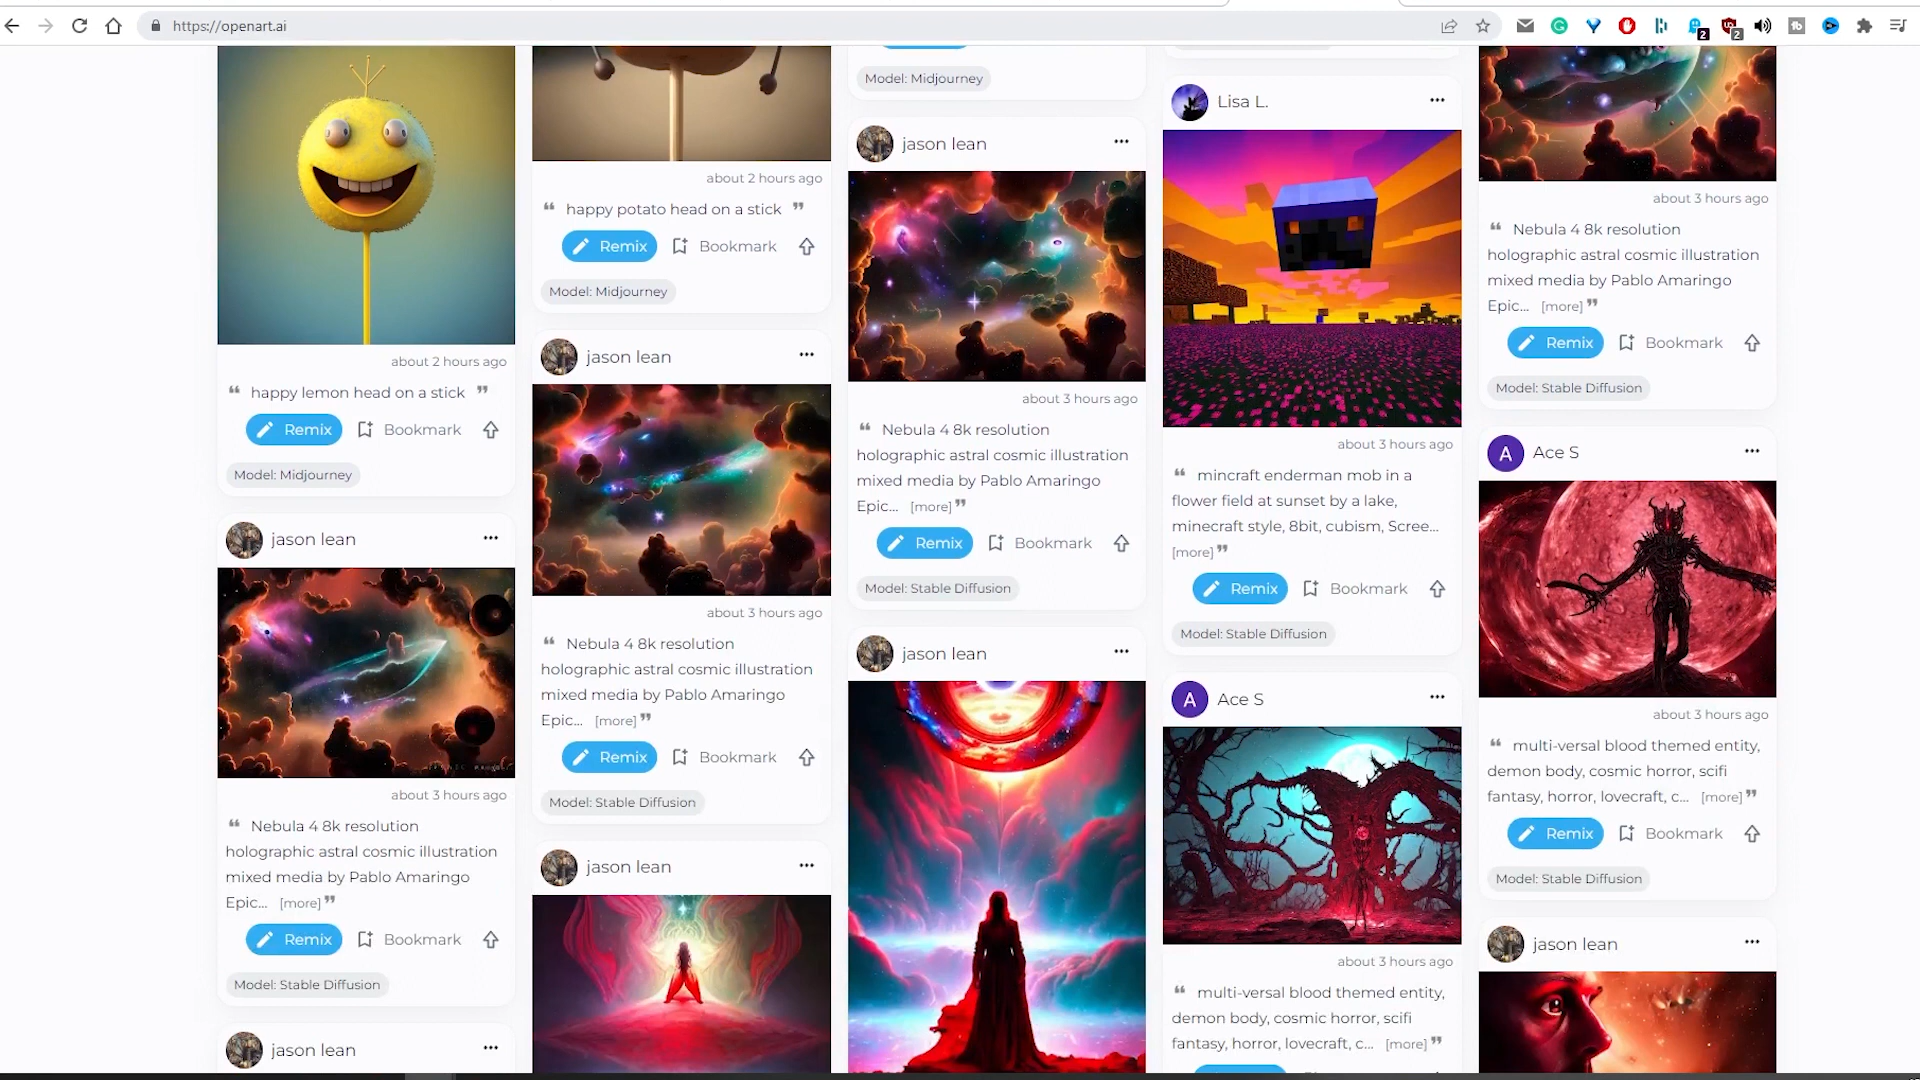 https://openart.ai
2
2
about 2 hours ago
“ happy lemon head on a stick ”
Remix
Bookmark
Model: Midjourney
jason lean
about 3 hours ago
“ Nebula 4 8k resolution
holographic astral cosmic illustration
mixed media by Pablo Amaringo
Epic... [more] ”
Remix
Bookmark
Model: Stable Diffusion
jason lean
about 2 hours ago
“ happy potato head on a stick ”
Remix
Bookmark
Model: Midjourney
jason lean
about 3 hours ago
“ Nebula 4 8k resolution
holographic astral cosmic illustration
mixed media by Pablo Amaringo
Epic... [more] ”
Remix
Bookmark
Model: Stable Diffusion
jason lean
Model: Midjourney
jason lean
about 3 hours ago
“ Nebula 4 8k resolution
holographic astral cosmic illustration
mixed media by Pablo Amaringo
Epic... [more] ”
Remix
Bookmark
Model: Stable Diffusion
jason lean
Lisa L.
about 3 hours ago
“ mincraft enderman mob in a
flower field at sunset by a lake,
minecraft style, 8bit, cubism, Scree...
[more] ”
Remix
Bookmark
Model: Stable Diffusion
A
Ace S
about 3 hours ago
“ multi-versal blood themed entity,
demon body, cosmic horror, scifi
fantasy, horror, lovecraft, c... [more] ”
about 3 hours ago
“ Nebula 4 8k resolution
holographic astral cosmic illustration
mixed media by Pablo Amaringo
Epic... [more] ”
Remix
Bookmark
Model: Stable Diffusion
A
Ace S
about 3 hours ago
“ multi-versal blood themed entity,
demon body, cosmic horror, scifi
fantasy, horror, lovecraft, c... [more] ”
Remix
Bookmark
Model: Stable Diffusion
jason lean